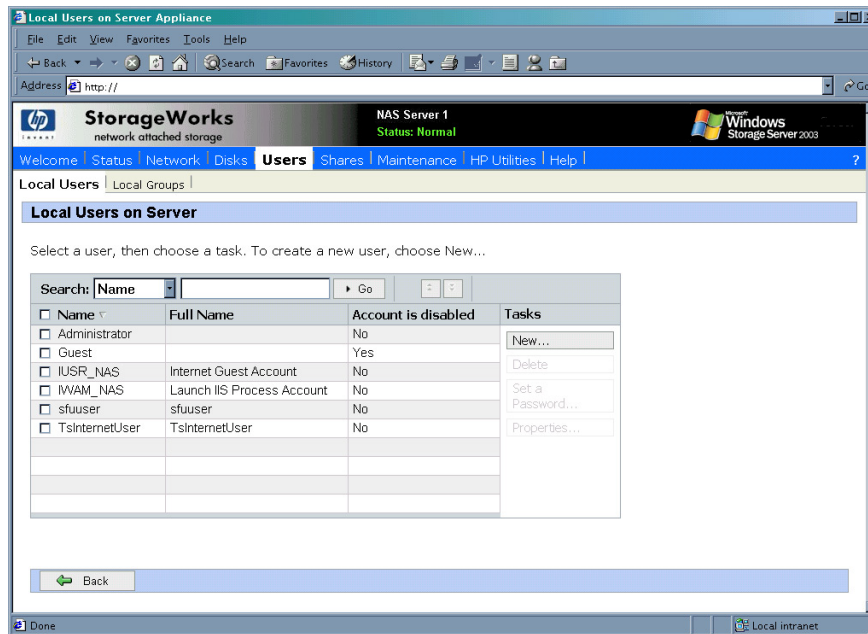 Local Users on Server Appliance
File Edit View Favorites Tools Help
Back Search Favorites History
Address http:// Go
hp StorageWorks NAS Server 1 Microsoft Windows
invent network attached storage Status: Normal Storage Server 2003
Welcome Status Network Disks Users Shares Maintenance HP Utilities Help ?
Local Users Local Groups
Local Users on Server
Select a user, then choose a task. To create a new user, choose New...
Search: Name Go
Name Full Name Account is disabled Tasks
Administrator No New...
Guest Yes
IUSR_NAS Internet Guest Account No Delete
IWAM_NAS Launch IIS Process Account No Set a
sfuuser sfuuser No Password...
TsInternetUser TsInternetUser No Properties...
Back
Done Local intranet